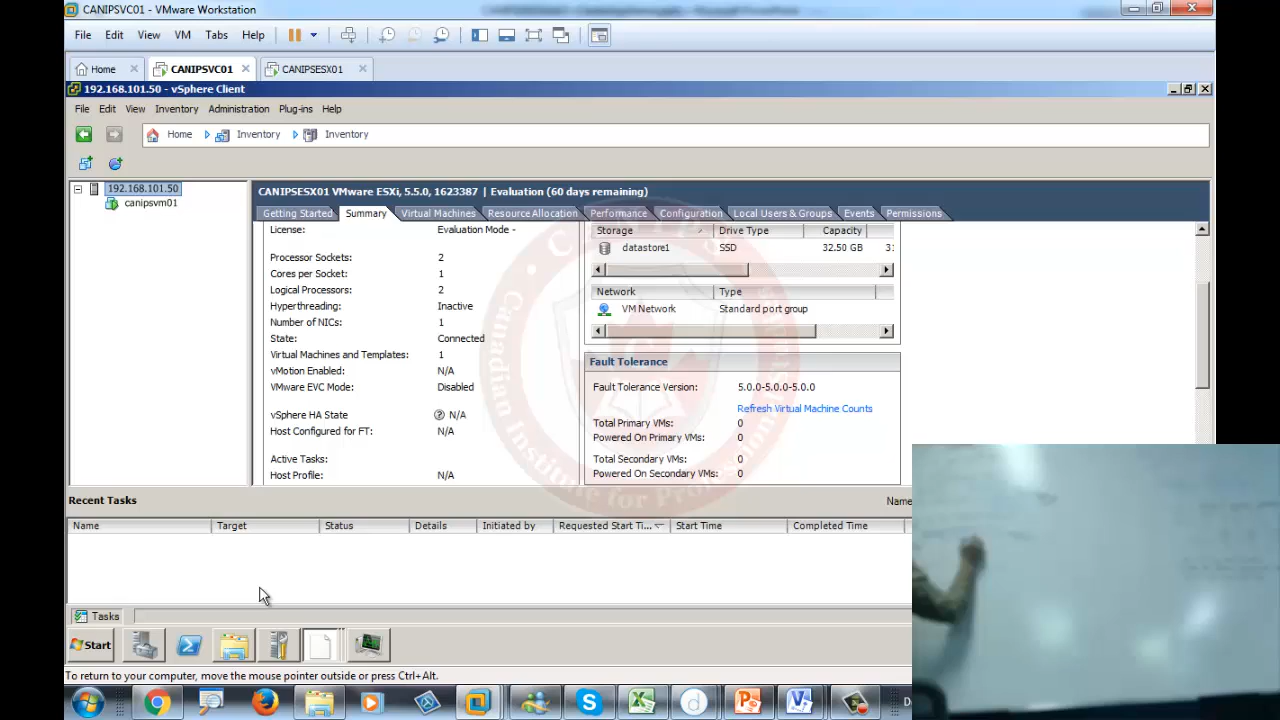 CANIPSVC01 - VMware Workstation
File Edit View VM Tabs Help
Home CANIPSVC01 CANIPSESX01
192.168.101.50 - vSphere Client
File Edit View Inventory Administration Plug-ins Help
Home Inventory Inventory
192.168.101.50
canipsvm01
CANIPSESX01 VMware ESXi, 5.5.0, 1623387 | Evaluation (60 days remaining)
Getting Started Summary Virtual Machines Resource Allocation Performance Configuration Local Users & Groups Events Permissions
License: Evaluation Mode -
Processor Sockets: 2
Cores per Socket: 1
Logical Processors: 2
Hyperthreading: Inactive
Number of NICs: 1
State: Connected
Virtual Machines and Templates: 1
vMotion Enabled: N/A
VMware EVC Mode: Disabled
vSphere HA State N/A
Host Configured for FT: N/A
Active Tasks:
Host Profile: N/A
Storage Drive Type Capacity
datastore1 SSD 32.50 GB 3:
Network Type
VM Network Standard port group
Fault Tolerance
Fault Tolerance Version: 5.0.0-5.0.0-5.0.0
Refresh Virtual Machine Counts
Total Primary VMs: 0
Powered On Primary VMs: 0
Total Secondary VMs: 0
Powered On Secondary VMs: 0
Recent Tasks
Name
Name Target Status Details Initiated by Requested Start Ti... Start Time Completed Time
Tasks
Start
To return to your computer, move the mouse pointer outside or press Ctrl+Alt.